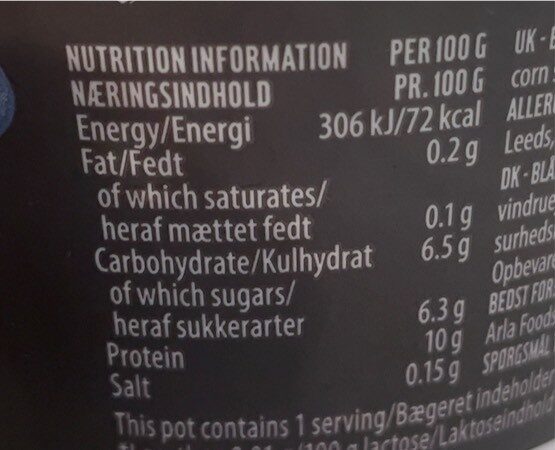 NUTRITION INFORMATION PER 100 G
NÆRINGSINDHOLD PR. 100 G
Energy/Energi 306 kJ/72 kcal
Fat/Fedt 0.2 g
of which saturates/
heraf mættet fedt 0.1 g
Carbohydrate/Kulhydrat 6.5 g
of which sugars/
heraf sukkerarter 6.3 g
Protein 10 g
Salt 0.15 g
This pot contains 1 serving/Bægeret indeholder
/100 g lactose/Laktoseindhold
UK -
corn
ALLER
Leeds,
DK - BLÅ
vindrue
surheds
Opbevar
BEDST FØR
Arla Foods
SPØRGSMÅL